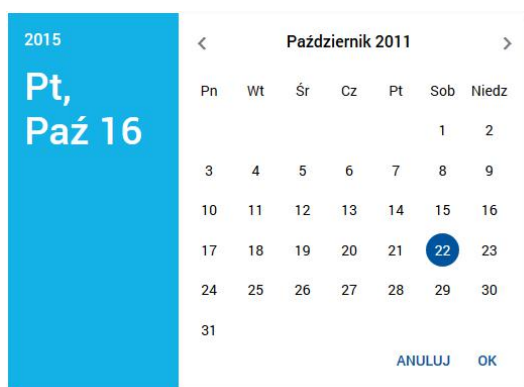 2015
Pt,
Paź 16
Październik 2011
Pn Wt Śr Cz Pt Sob Niedz
1 2
3 4 5 6 7 8 9
10 11 12 13 14 15 16
17 18 19 20 21 22 23
24 25 26 27 28 29 30
31
ANULUJ OK